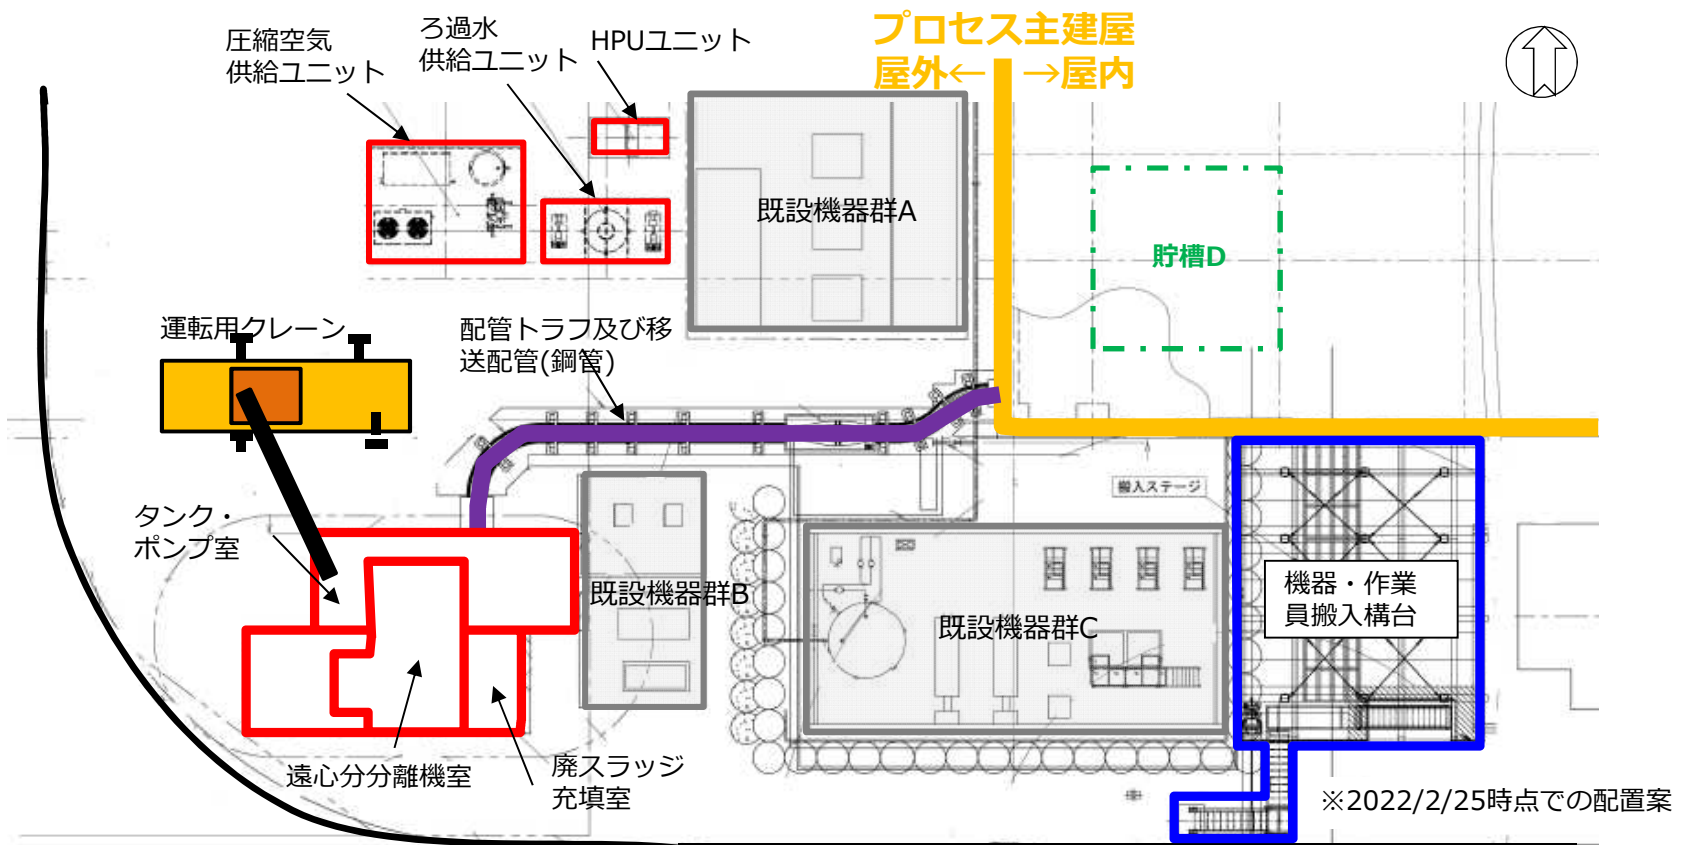 圧縮空気
供給ユニット
ろ過水
供給ユニット
HPUユニット
プロセス主建屋
屋外←
→屋内
既設機器群A
貯槽D
運転用クレーン
配管トラフ及び移
送配管(鋼管)
搬入ステージ
タンク・
ポンプ室
既設機器群B
既設機器群C
機器・作業
員搬入構台
遠心分分離機室
廃スラッジ
充填室
※2022/2/25時点での配置案